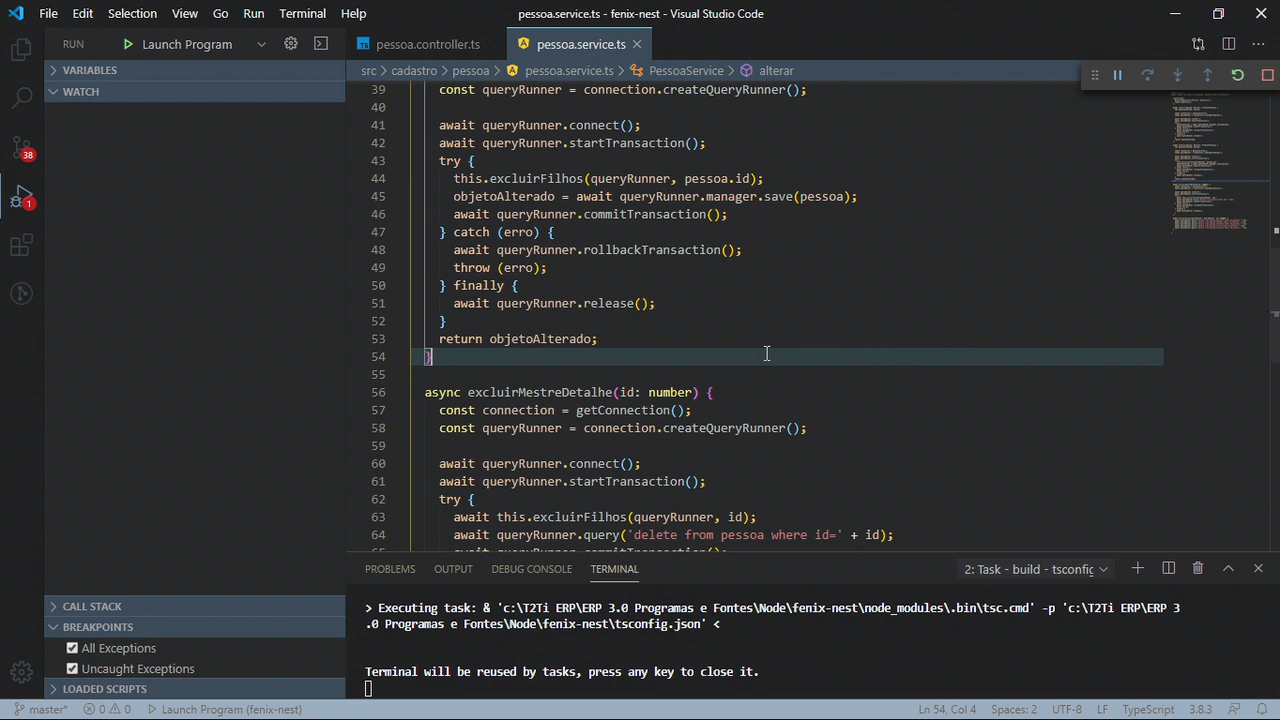 File Edit Selection View Go Run Terminal Help pessoa.service.ts - fenix-nest - Visual Studio Code
RUN Launch Program
pessoa.controller.ts pessoa.service.ts
src > cadastro > pessoa > pessoa.service.ts > PessoaService > alterar
VARIABLES
WATCH
38
1
39 const queryRunner = connection.createQueryRunner();
40
41 await queryRunner.connect();
42 await queryRunner.startTransaction();
43 try {
44 this.excluirFilhos(queryRunner, pessoa.id);
45 objetoAlterado = await queryRunner.manager.save(pessoa);
46 await queryRunner.commitTransaction();
47 } catch (erro) {
48 await queryRunner.rollbackTransaction();
49 throw (erro);
50 } finally {
51 await queryRunner.release();
52 }
53 return objetoAlterado;
54 }
55
56 async excluirMestreDetalhe(id: number) {
57 const connection = getConnection();
58 const queryRunner = connection.createQueryRunner();
59
60 await queryRunner.connect();
61 await queryRunner.startTransaction();
62 try {
63 await this.excluirFilhos(queryRunner, id);
64 await queryRunner.query(`delete from pessoa where id=' + id);
65 await queryRunner.commitTransaction();
CALL STACK
BREAKPOINTS
All Exceptions
Uncaught Exceptions
LOADED SCRIPTS
PROBLEMS OUTPUT DEBUG CONSOLE TERMINAL 2: Task - build - tsconfig
> Executing task: & 'c:\T2Ti ERP\ERP 3.0 Programas e Fontes\Node\fenix-nest\node_modules\.bin\tsc.cmd' -p 'c:\T2Ti ERP\ERP 3
.0 Programas e Fontes\Node\fenix-nest\tsconfig.json' <
Terminal will be reused by tasks, press any key to close it.
master* 0 0 Launch Program (fenix-nest) Ln 54, Col 4 Spaces: 2 UTF-8 LF TypeScript 3.8.3